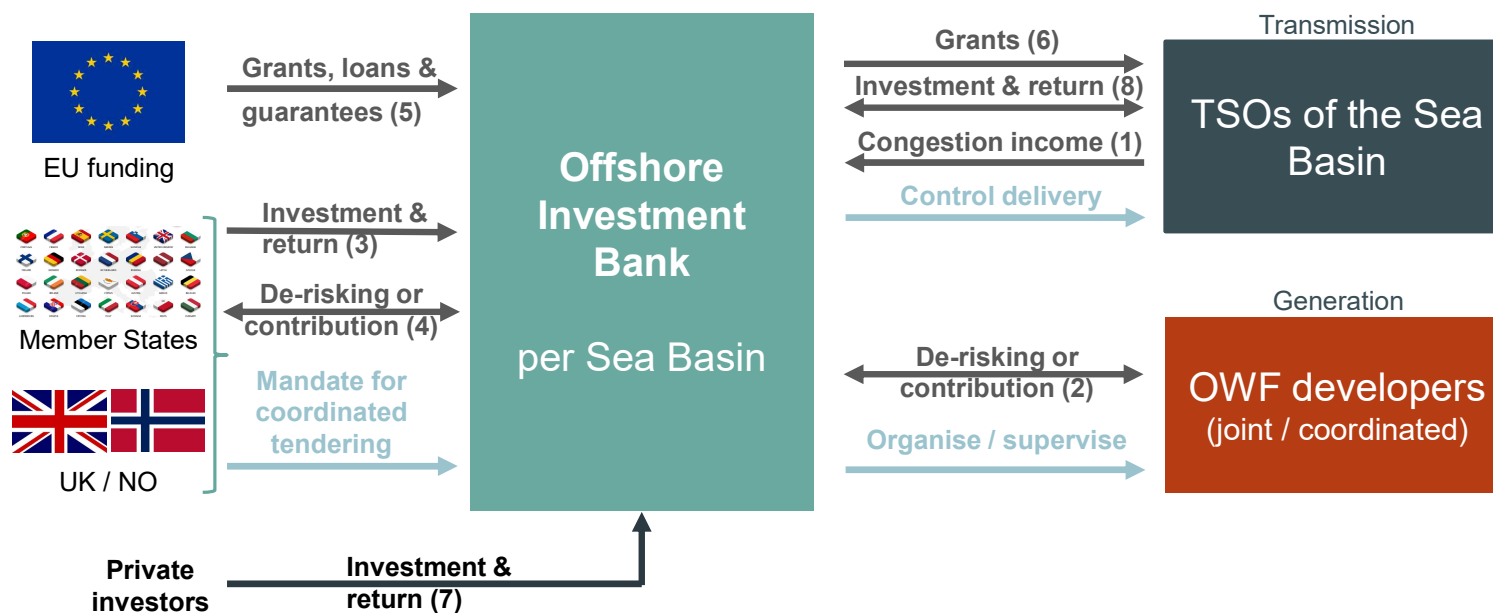 EU funding
Grants, loans &
guarantees (5)
Member States
Investment &
return (3)
De-risking or
contribution (4)
UK / NO
Mandate for
coordinated
tendering
Private
investors
Investment &
return (7)
Offshore
Investment
Bank
per Sea Basin
Grants (6)
Investment & return (8)
Congestion income (1)
Control delivery
Transmission
TSOs of the Sea
Basin
De-risking or
contribution (2)
Organise / supervise
Generation
OWF developers
(joint / coordinated)